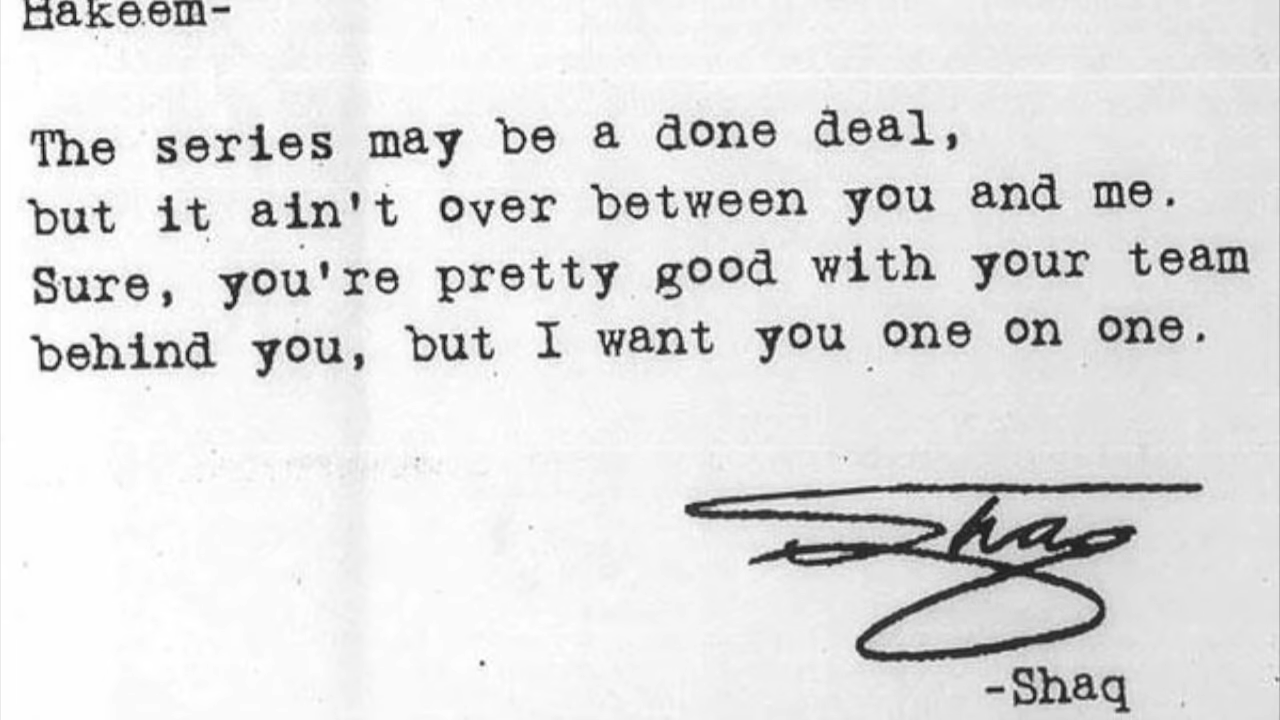 Hakeem-
The series may be a done deal,
but it ain't over between you and me.
Sure, you're pretty good with your team
behind you, but I want you one on one.
Shaq
-Shaq